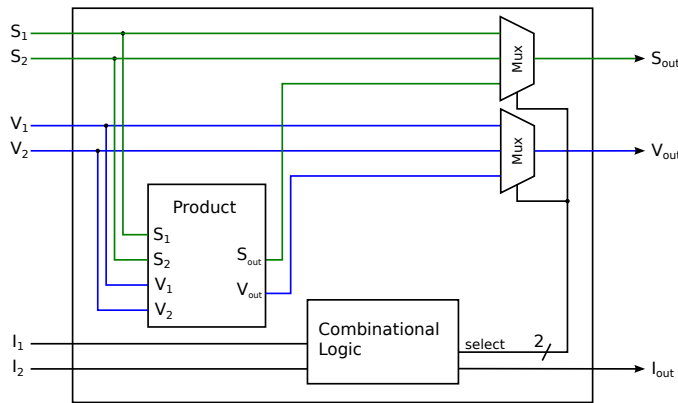 S1
S2
Mux
Sout
V1
V2
Mux
Vout
Product
S1
S2
V1
V2
Sout
Vout
I1
I2
Combinational
Logic
select
2
Iout